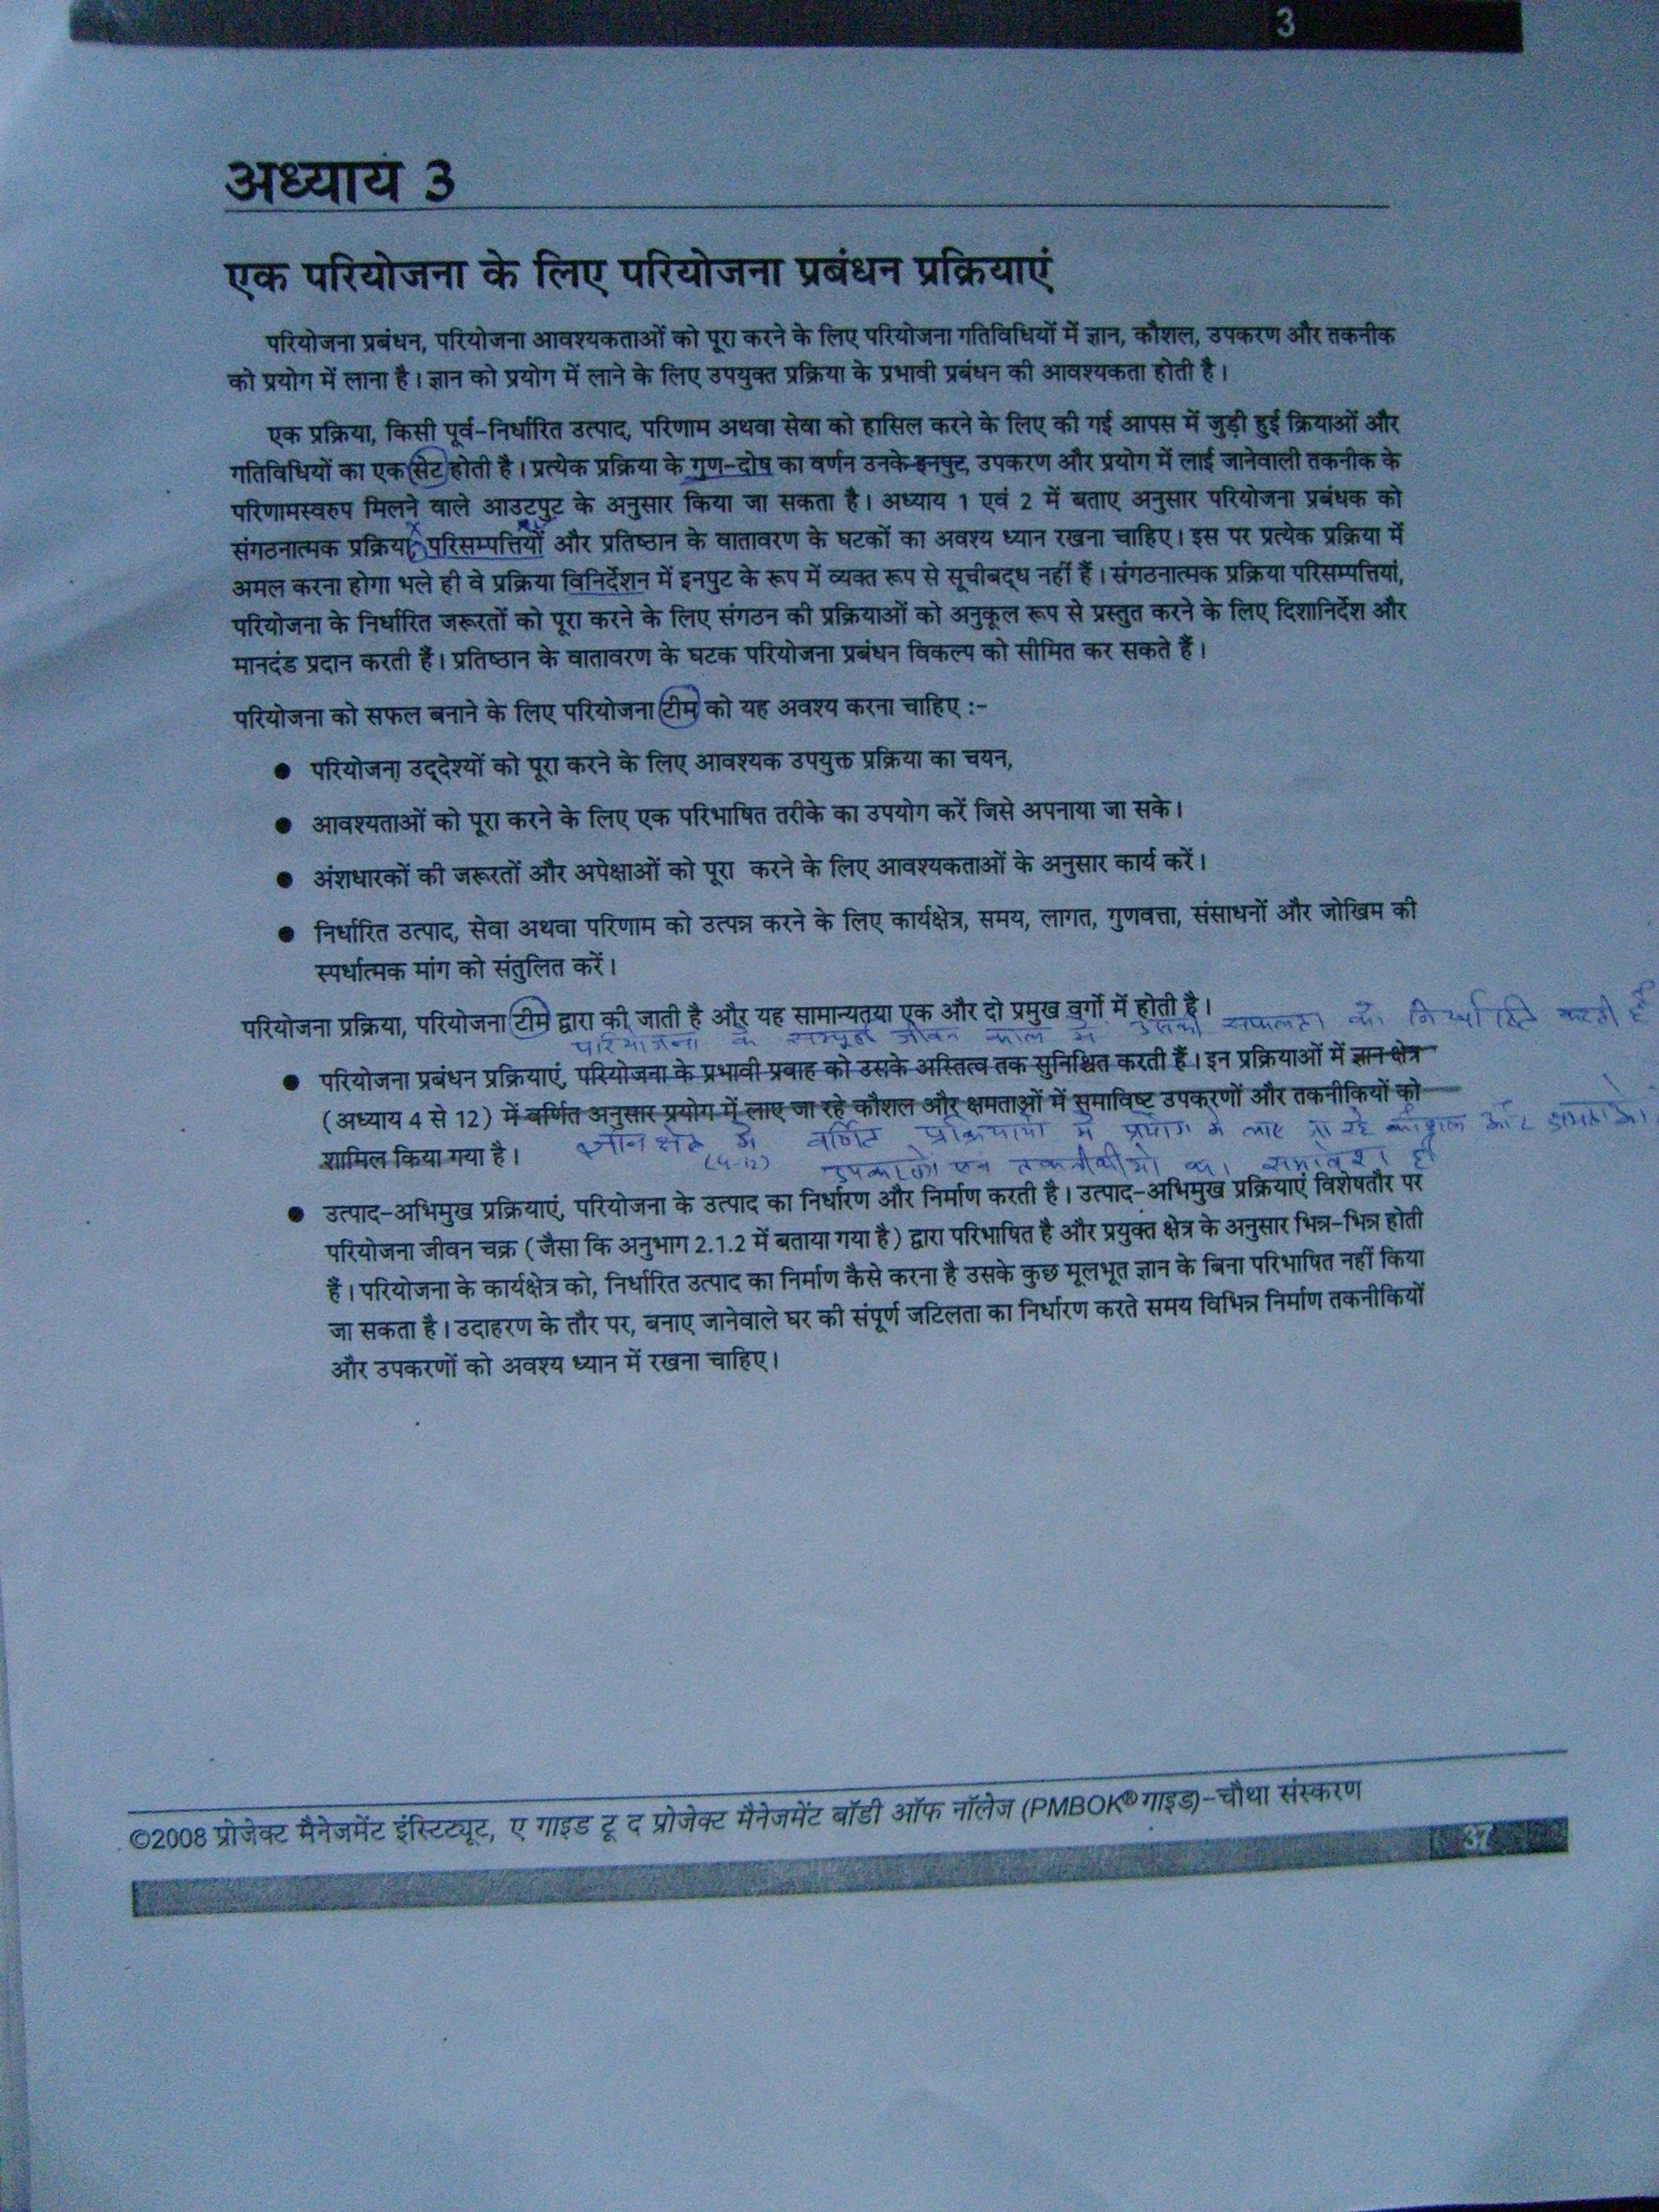 3
अध्याय 3
एक परियोजना के लिए परियोजना प्रबंधन प्रक्रियाएं
परियोजना प्रबंधन, परियोजना आवश्यकताओं को पूरा करने के लिए परियोजना गतिविधियों में ज्ञान, कौशल, उपकरण और तकनीक
को प्रयोग में लाना है। ज्ञान को प्रयोग में लाने के लिए उपयुक्त प्रक्रिया के प्रभावी प्रबंधन की आवश्यकता होती है।
एक प्रक्रिया, किसी पूर्व-निर्धारित उत्पाद, परिणाम अथवा सेवा को हासिल करने के लिए की गई आपस में जुड़ी हुई क्रियाओं और
गतिविधियों का एक सेट होती है। प्रत्येक प्रक्रिया के गुण-दोष का वर्णन उनके इनपुट, उपकरण और प्रयोग में लाई जानेवाली तकनीक के
परिणामस्वरुप मिलने वाले आउटपुट के अनुसार किया जा सकता है। अध्याय 1 एवं 2 में बताए अनुसार परियोजना प्रबंधक को
संगठनात्मक प्रक्रिया परिसम्पत्तियों और प्रतिष्ठान के वातावरण के घटकों का अवश्य ध्यान रखना चाहिए। इस पर प्रत्येक प्रक्रिया में
अमल करना होगा भले ही वे प्रक्रिया विनिर्देशन में इनपुट के रूप में व्यक्त रूप से सूचीबद्ध नहीं हैं। संगठनात्मक प्रक्रिया परिसम्पत्तियां,
परियोजना के निर्धारित जरूरतों को पूरा करने के लिए संगठन की प्रक्रियाओं को अनुकूल रूप से प्रस्तुत करने के लिए दिशानिर्देश और
मानदंड प्रदान करती हैं। प्रतिष्ठान के वातावरण के घटक परियोजना प्रबंधन विकल्प को सीमित कर सकते हैं।
परियोजना को सफल बनाने के लिए परियोजना टीम को यह अवश्य करना चाहिए :-
● परियोजना उद्देश्यों को पूरा करने के लिए आवश्यक उपयुक्त प्रक्रिया का चयन,
● आवश्यताओं को पूरा करने के लिए एक परिभाषित तरीके का उपयोग करें जिसे अपनाया जा सके।
● अंशधारकों की जरूरतों और अपेक्षाओं को पूरा करने के लिए आवश्यकताओं के अनुसार कार्य करें।
● निर्धारित उत्पाद, सेवा अथवा परिणाम को उत्पन्न करने के लिए कार्यक्षेत्र, समय, लागत, गुणवत्ता, संसाधनों और जोखिम की
स्पर्धात्मक मांग को संतुलित करें।
परियोजना प्रक्रिया, परियोजना टीम द्वारा की जाती है और यह सामान्यतया एक और दो प्रमुख वर्गो में होती है।
परियोजना के सम्पूर्ण जीवन काल में उसकी सफलता को निर्धारित करती हैं
● परियोजना प्रबंधन प्रक्रियाएं, परियोजना के प्रभावी प्रवाह को उसके अस्तित्व तक सुनिश्चित करती हैं। इन प्रक्रियाओं में ज्ञान क्षेत्र
(अध्याय 4 से 12) में वर्णित अनुसार प्रयोग में लाए जा रहे कौशल और क्षमताओं में समाविष्ट उपकरणों और तकनीकियों को
शामिल किया गया है।
ज्ञान क्षेत्र में वर्णित प्रक्रियाओं में प्रयोग में लाए जा रहे कौशल और
(4-12) एवं तकनीकीयो का समावेश
● उत्पाद-अभिमुख प्रक्रियाएं, परियोजना के उत्पाद का निर्धारण और निर्माण करती है। उत्पाद-अभिमुख प्रक्रियाएं विशेषतौर पर
परियोजना जीवन चक्र (जैसा कि अनुभाग 2.1.2 में बताया गया है) द्वारा परिभाषित है और प्रयुक्त क्षेत्र के अनुसार भिन्न-भिन्न होती
हैं। परियोजना के कार्यक्षेत्र को, निर्धारित उत्पाद का निर्माण कैसे करना है उसके कुछ मूलभूत ज्ञान के बिना परिभाषित नहीं किया
जा सकता है। उदाहरण के तौर पर, बनाए जानेवाले घर की संपूर्ण जटिलता का निर्धारण करते समय विभिन्न निर्माण तकनीकियों
और उपकरणों को अवश्य ध्यान में रखना चाहिए।
©2008 प्रोजेक्ट मैनेजमेंट इंस्टिट्यूट, ए गाइड टू द प्रोजेक्ट मैनेजमेंट बॉडी ऑफ नॉलेज (PMBOK® गाइड)-चौथा संस्करण
37